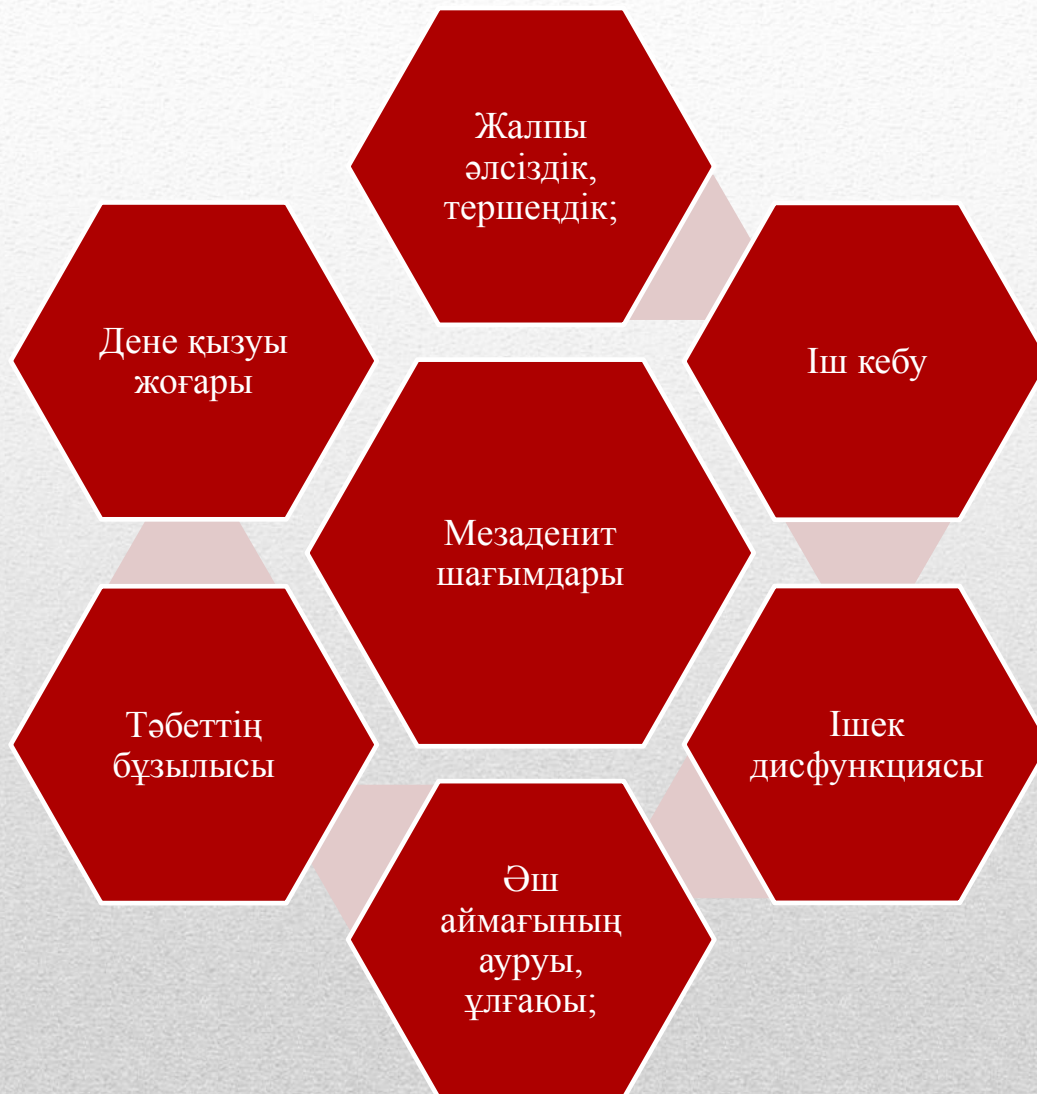 Жалпы
әлсіздік,
тершеңдік;
Дене қызуы
жоғары
Іш кебу
Мезаденит
шағымдары
Тәбеттің
бұзылысы
Ішек
дисфункциясы
Әш
аймағының
ауруы,
ұлғаюы;